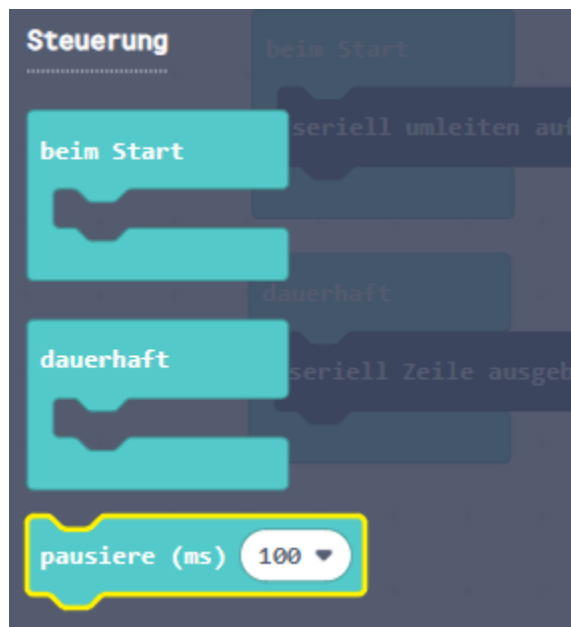 Steuerung
beim Start
seriell umleiten auf
beim Start
dauerhaft
dauerhaft
seriell Zeile ausgeb
pausiere (ms) 100